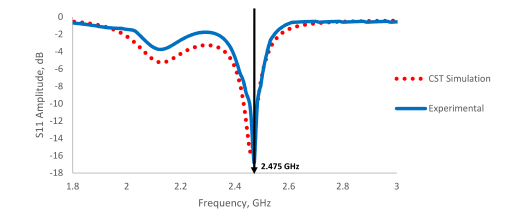 0
-2
-4
-6
-8
-10
-12
-14
-16
-18
S11 Amplitude, dB
CST Simulation
Experimental
2.475 GHz
1.8 2 2.2 2.4 2.6 2.8 3
Frequency, GHz